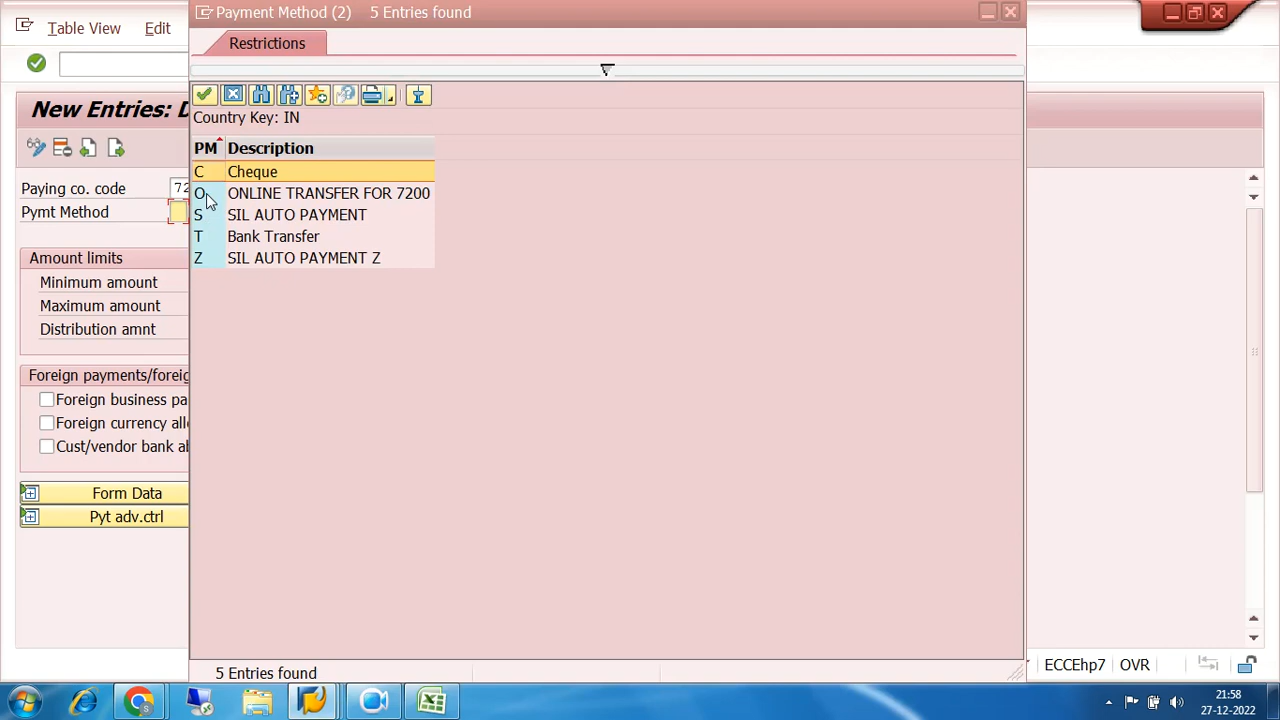 Payment Method (2) 5 Entries found
Table View Edit
Restrictions
New Entries: D
Country Key: IN
PM Description
C Cheque
Paying co. code 72
O ONLINE TRANSFER FOR 7200
Pymt Method
S SIL AUTO PAYMENT
T Bank Transfer
Amount limits
Z SIL AUTO PAYMENT Z
Minimum amount
Maximum amount
Distribution amnt
Foreign payments/foreig
Foreign business pa
Foreign currency all
Cust/vendor bank ab
Form Data
Pyt adv.ctrl
5 Entries found
ECCEhp7 OVR
21:58
27-12-2022